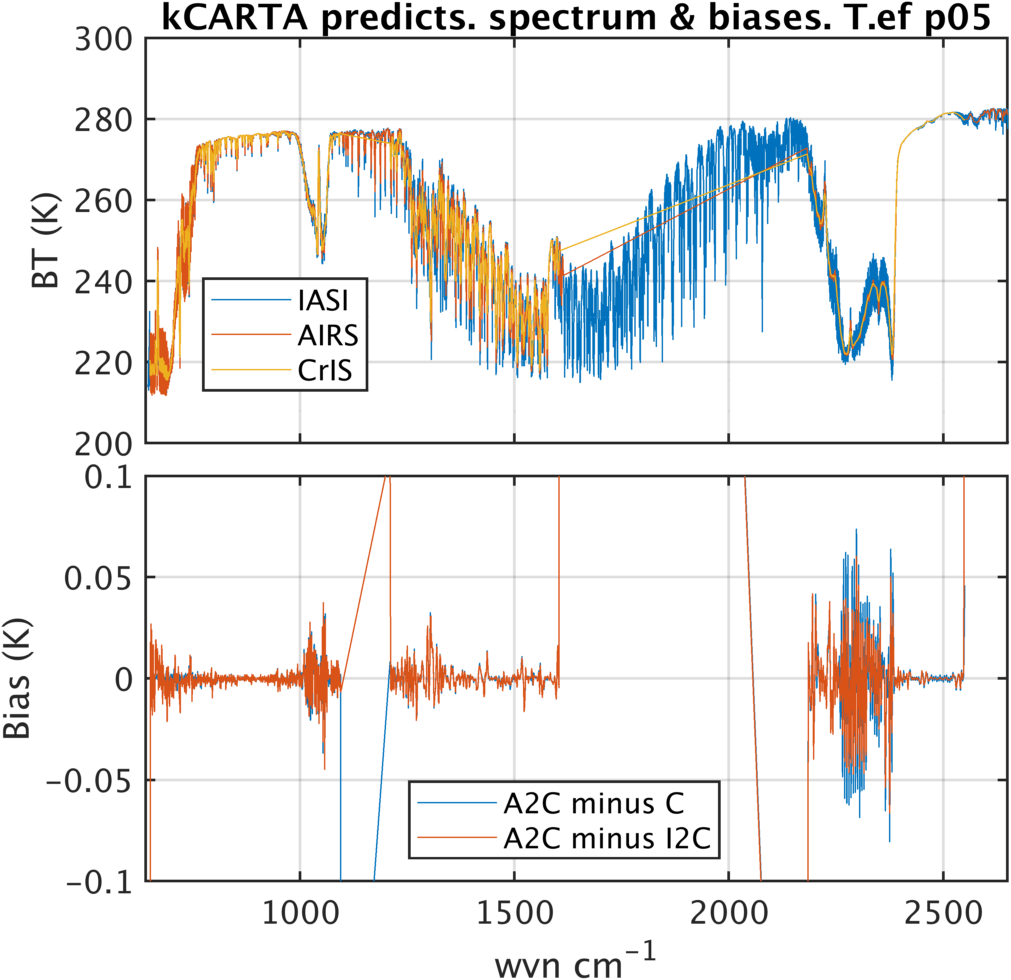 kCARTA predicts. spectrum & biases. T.ef p05
300
280
260
240
220
200
BT (K)
IASI
AIRS
CrIS
0.1
0.05
0
−0.05
−0.1
Bias (K)
A2C minus C
A2C minus I2C
1000 1500 2000 2500
wvn cm⁻¹